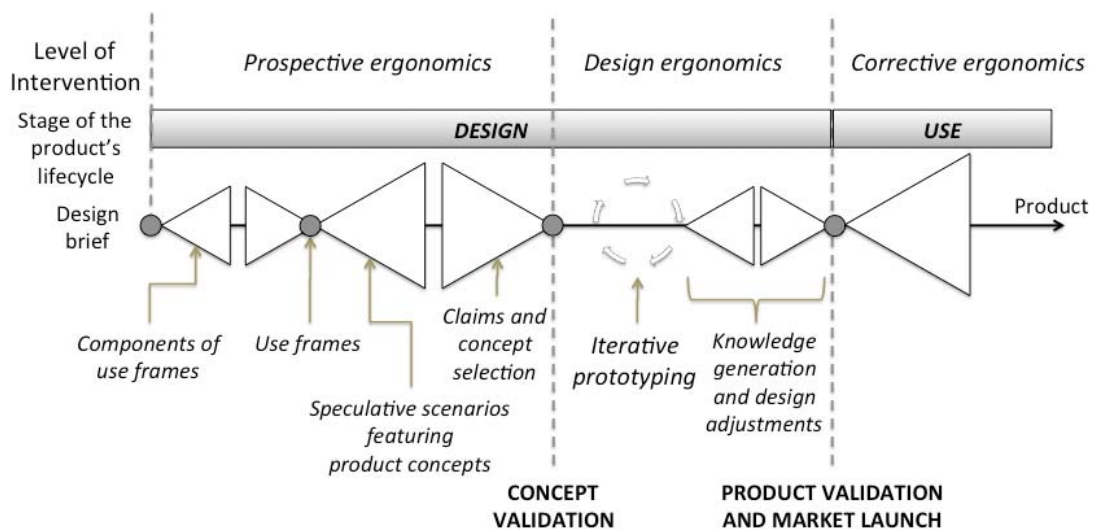 Level of
Intervention
Prospective ergonomics
Design ergonomics
Corrective ergonomics
Stage of the
product's
lifecycle
DESIGN
USE
Design
brief
Product
Components of
use frames
Use frames
Speculative scenarios
featuring
product concepts
Claims and
concept
selection
Iterative
prototyping
Knowledge
generation
and design
adjustments
CONCEPT
VALIDATION
PRODUCT VALIDATION
AND MARKET LAUNCH